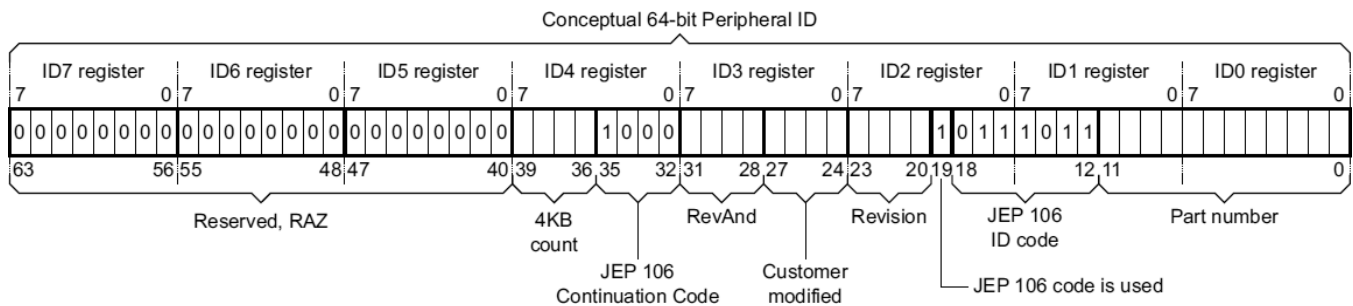 Conceptual 64-bit Peripheral ID
ID7 register ID6 register ID5 register ID4 register ID3 register ID2 register ID1 register ID0 register
7 0 7 0 7 0 7 0 7 0 7 0 7 0 7 0
0 0 0 0 0 0 0 0 0 0 0 0 0 0 0 0 0 0 0 0 0 0 0 0 1 0 0 0 1 0 1 1 1 0 1 1
63 56 55 48 47 40 39 36 35 32 31 28 27 24 23 20 19 18 12 11 0
Reserved, RAZ 4KB count RevAnd Revision JEP 106 ID code Part number
JEP 106 Continuation Code Customer modified JEP 106 code is used